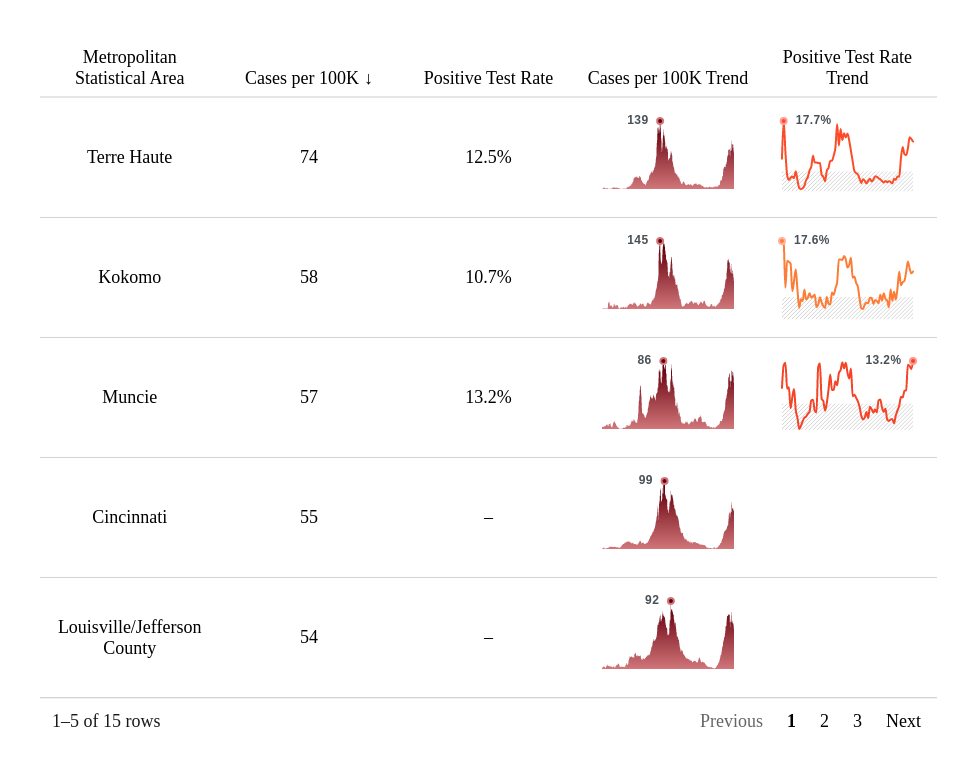 Metropolitan
Statistical Area
Cases per 100K ↓
Positive Test Rate
Cases per 100K Trend
Positive Test Rate
Trend
Terre Haute
74
12.5%
139
17.7%
Kokomo
58
10.7%
145
17.6%
Muncie
57
13.2%
86
13.2%
Cincinnati
55
–
99
Louisville/Jefferson
County
54
–
92
1–5 of 15 rows
Previous 1 2 3 Next